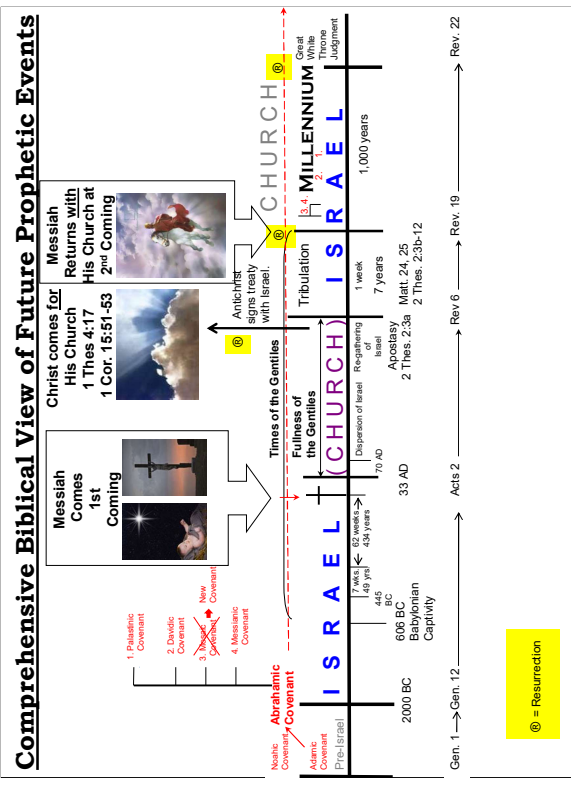 Comprehensive Biblical View of Future Prophetic Events
Messiah
Comes
1st
Coming
Christ comes for
His Church
1 Thes 4:17
1 Cor. 15:51-53
Messiah
Returns with
His Church at
2nd Coming
1. Palastinic
Covenant
2. Davidic
Covenant
3. Mosaic
Covenant
New
Covenant
4. Messianic
Covenant
®
Antichrist
signs treaty
with Israel.
®
CHURCH
®
Noahic
Covenant
Abrahamic
Covenant
Adamic
Covenant
Times of the Gentiles
Fullness of
the Gentiles
Tribulation
3. 4.
MILLENNIUM
2. 1.
Great
White
Throne
Judgment
Pre-Israel
ISRAEL
(CHURCH)
ISRAEL
7 wks.
49 yrs
62 weeks
434 years
Dispersion of Israel
Re-gathering
of
Israel
1 week
7 years
1,000 years
2000 BC
606 BC
Babylonian
Captivity
445
BC
33 AD
70 AD
Apostasy
2 Thes. 2:3a
Matt. 24, 25
2 Thes. 2:3b-12
Gen. 1
Gen. 12
Acts 2
Rev 6
Rev. 19
Rev. 22
® = Resurrection